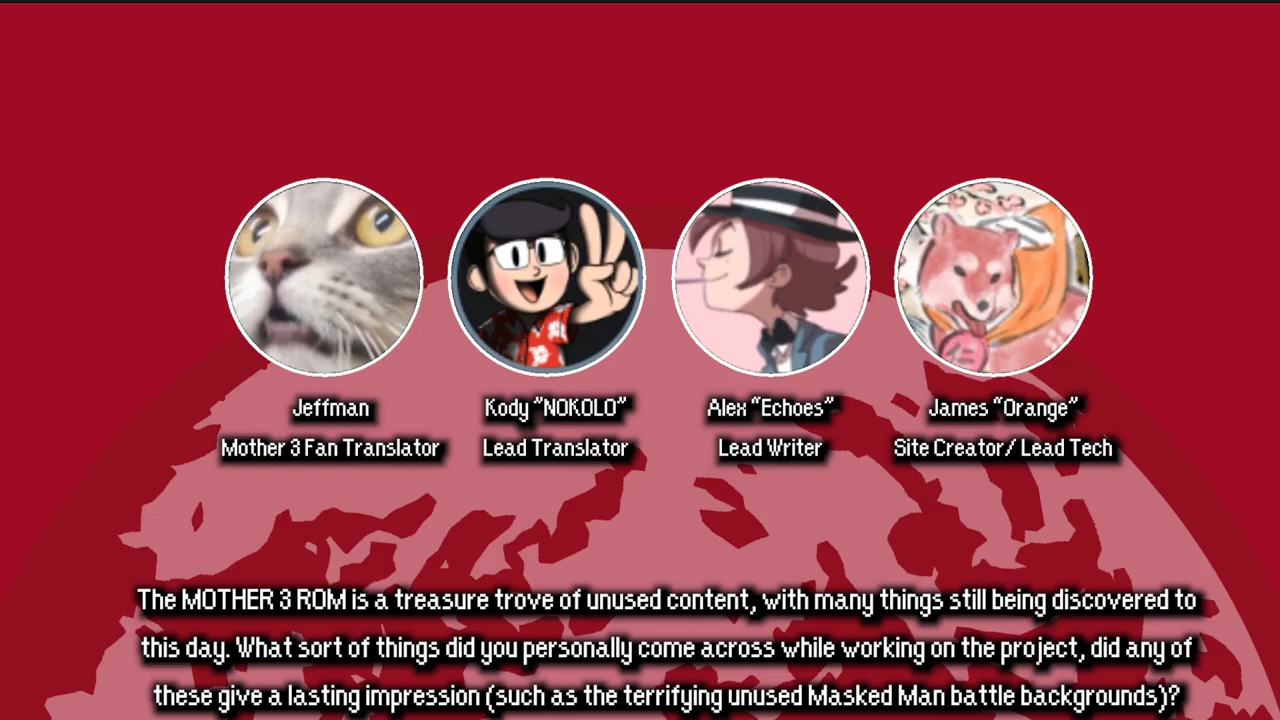 Jeffman
Mother 3 Fan Translator
Kody "NOKOLO"
Lead Translator
Alex "Echoes"
Lead Writer
James "Orange"
Site Creator/ Lead Tech
The MOTHER 3 ROM is a treasure trove of unused content, with many things still being discovered to
this day. What sort of things did you personally come across while working on the project, did any of
these give a lasting impression (such as the terrifying unused Masked Man battle backgrounds)?